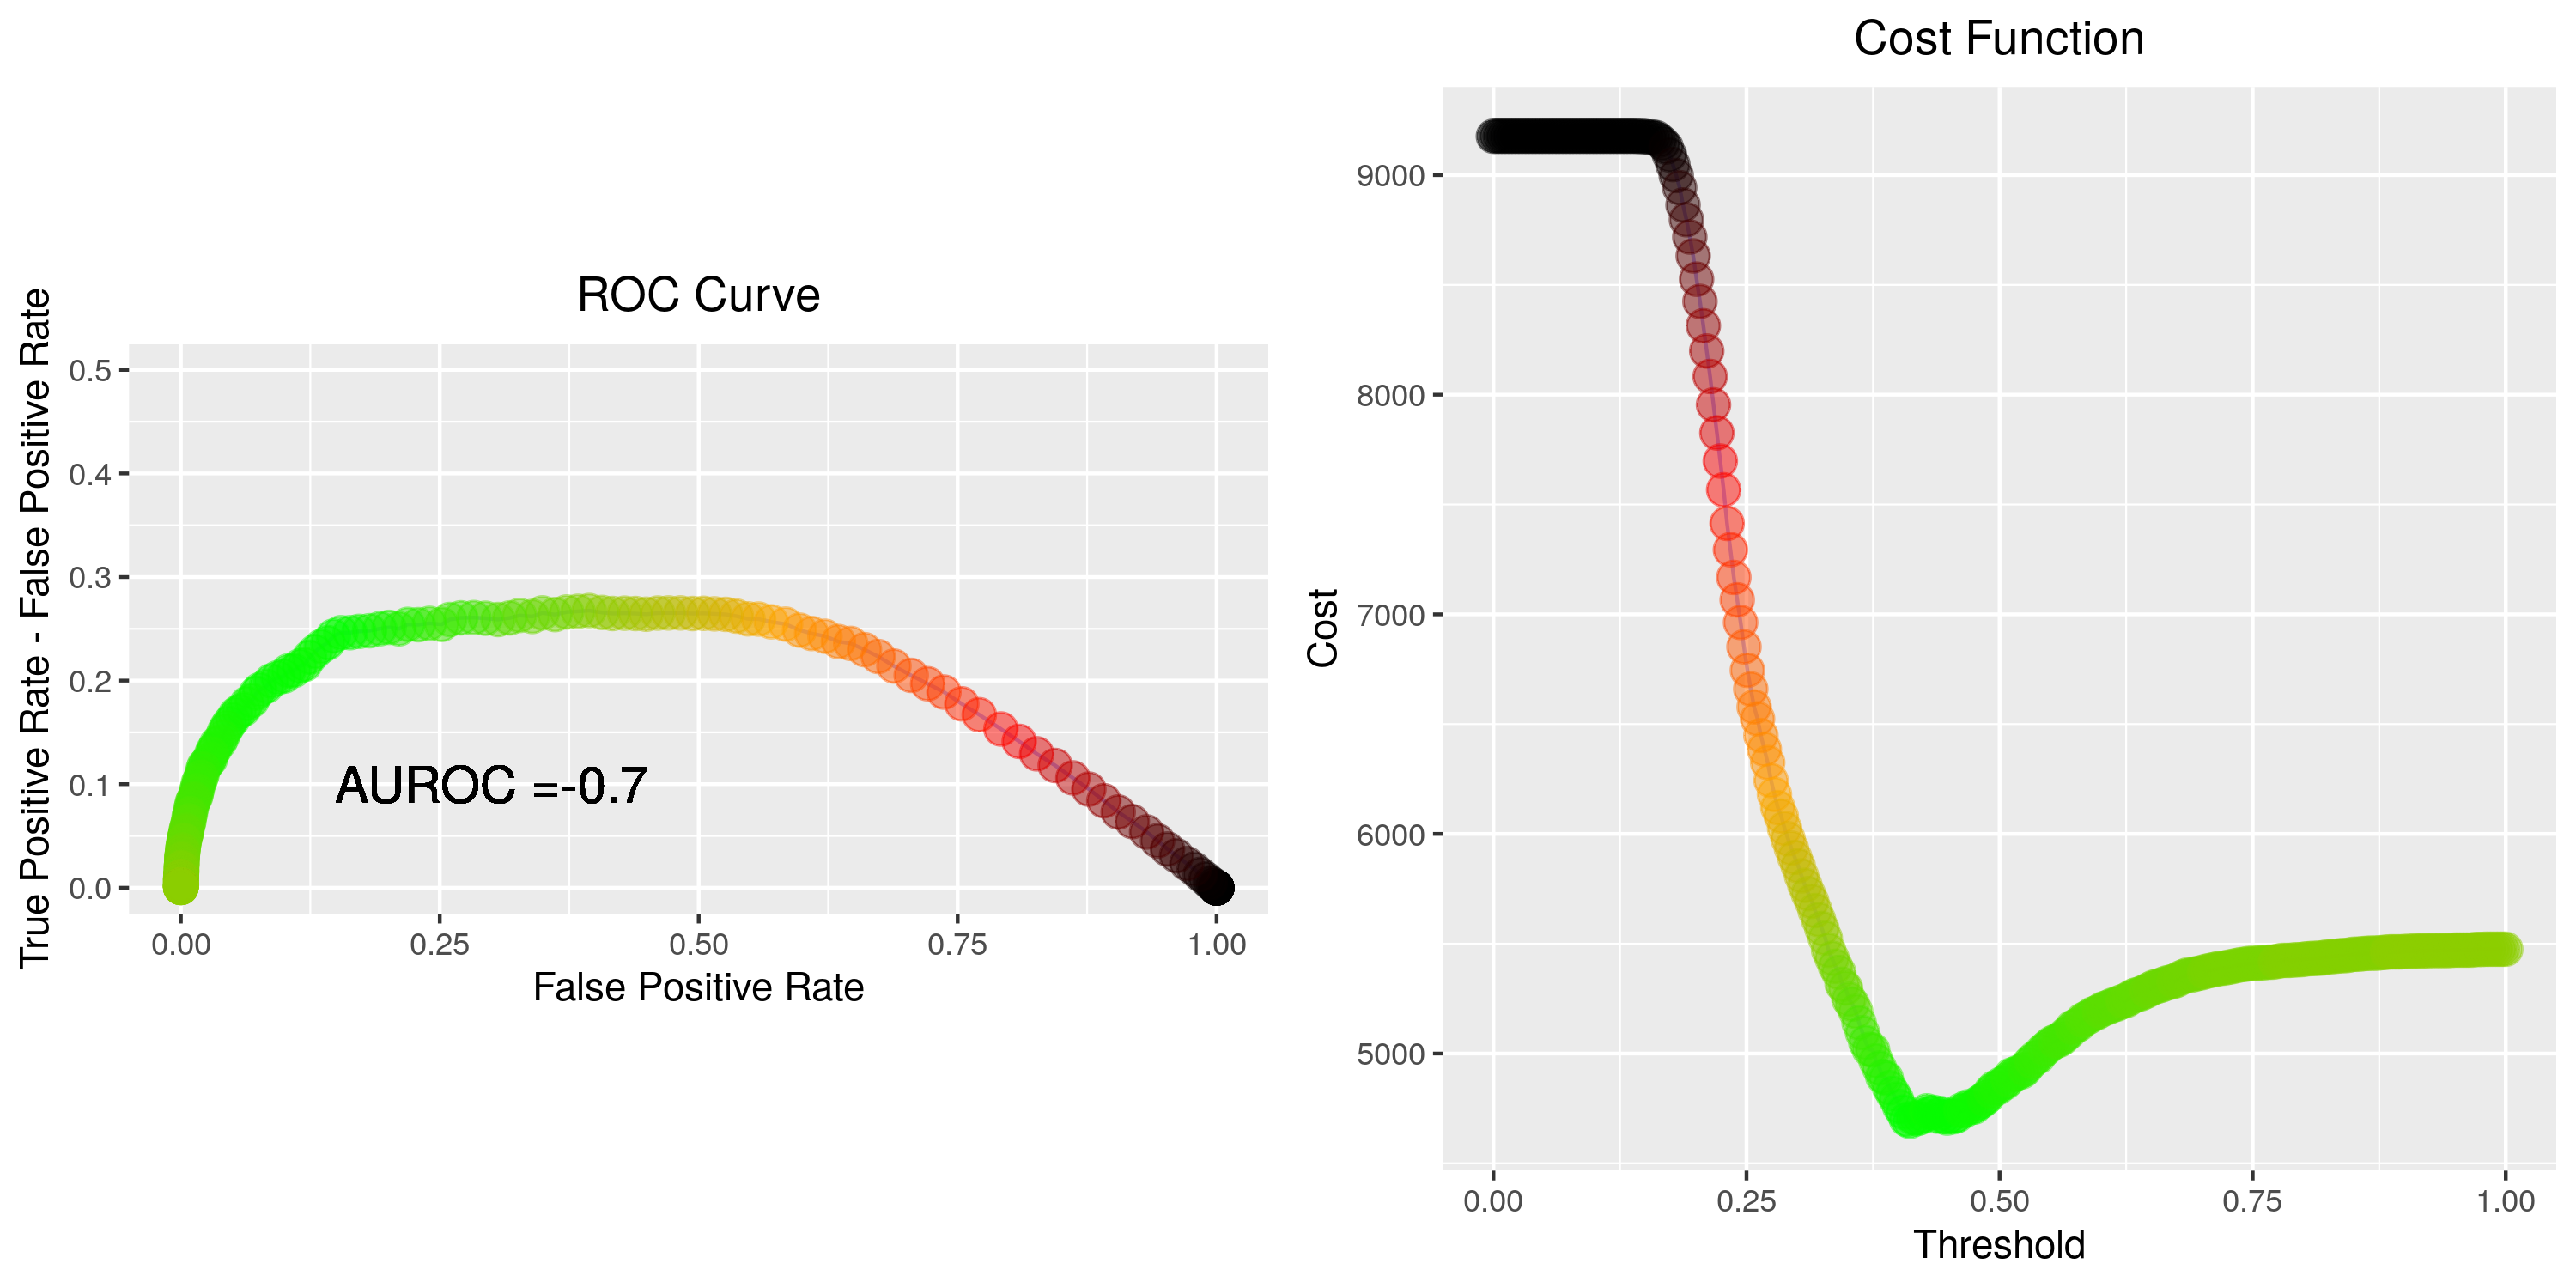 ROC Curve
True Positive Rate - False Positive Rate
0.5
0.4
0.3
0.2
0.1
0.0
AUROC =-0.7
0.00 0.25 0.50 0.75 1.00
False Positive Rate
Cost Function
Cost
9000
8000
7000
6000
5000
0.00 0.25 0.50 0.75 1.00
Threshold